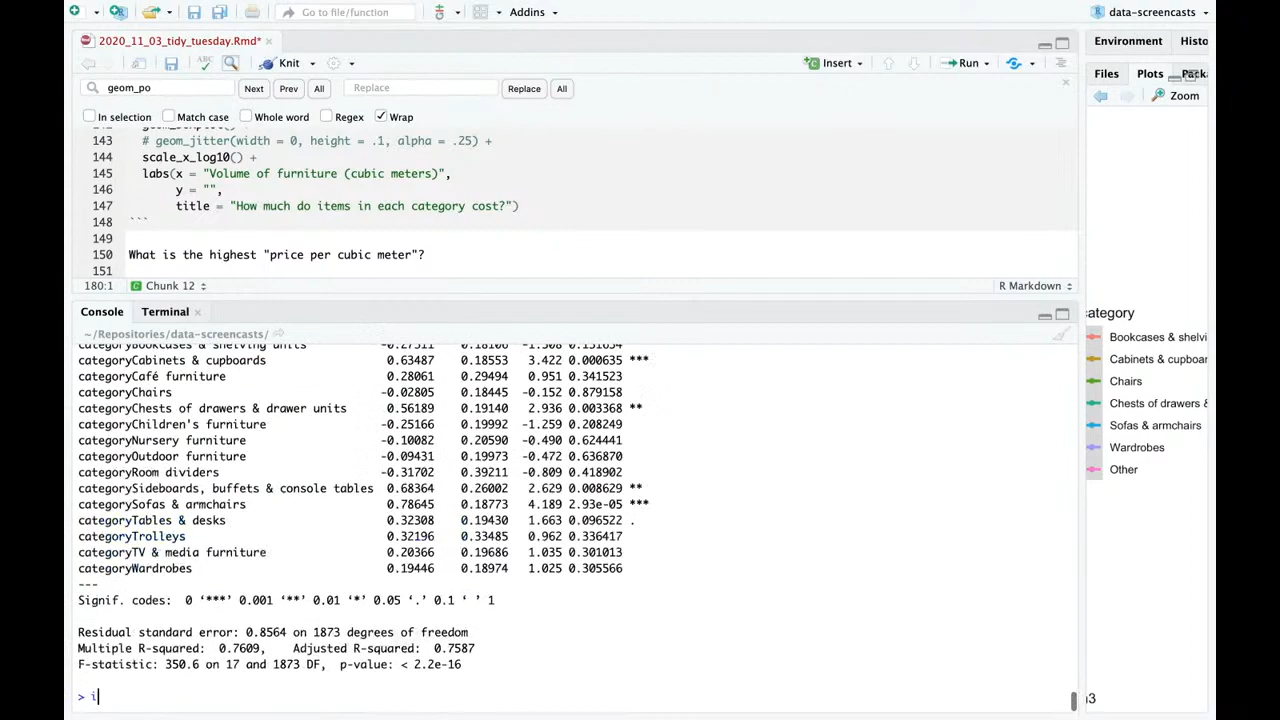 Go to file/function
Addins
data-screencasts
2020_11_03_tidy_tuesday.Rmd*
Environment
Histo
Knit
Insert
Run
Files
Plots
Packa
geom_po
Next
Prev
All
Replace
Replace
All
Zoom
In selection
Match case
Whole word
Regex
Wrap
143 # geom_jitter(width = 0, height = .1, alpha = .25) +
144 scale_x_log10() +
145 labs(x = "Volume of furniture (cubic meters)",
146 y = "",
147 title = "How much do items in each category cost?")
148 ```
149
150 What is the highest "price per cubic meter"?
151
180:1 Chunk 12 R Markdown
Console Terminal
~/Repositories/data-screencasts/
categoryCabinets & cupboards 0.63487 0.18553 3.422 0.000635 ***
categoryCafé furniture 0.28061 0.29494 0.951 0.341523
categoryChairs -0.02805 0.18445 -0.152 0.879158
categoryChests of drawers & drawer units 0.56189 0.19140 2.936 0.003368 **
categoryChildren's furniture -0.25166 0.19992 -1.259 0.208249
categoryNursery furniture -0.10082 0.20590 -0.490 0.624441
categoryOutdoor furniture -0.09431 0.19973 -0.472 0.636870
categoryRoom dividers -0.31702 0.39211 -0.809 0.418902
categorySideboards, buffets & console tables 0.68364 0.26002 2.629 0.008629 **
categorySofas & armchairs 0.78645 0.18773 4.189 2.93e-05 ***
categoryTables & desks 0.32308 0.19430 1.663 0.096522 .
categoryTrolleys 0.32196 0.33485 0.962 0.336417
categoryTV & media furniture 0.20366 0.19686 1.035 0.301013
categoryWardrobes 0.19446 0.18974 1.025 0.305566
---
Signif. codes: 0 ‘***’ 0.001 ‘**’ 0.01 ‘*’ 0.05 ‘.’ 0.1 ‘ ’ 1
Residual standard error: 0.8564 on 1873 degrees of freedom
Multiple R-squared: 0.7609, Adjusted R-squared: 0.7587
F-statistic: 350.6 on 17 and 1873 DF, p-value: < 2.2e-16
> i
category
Bookcases & shelvi
Cabinets & cupboar
Chairs
Chests of drawers &
Sofas & armchairs
Wardrobes
Other
n3